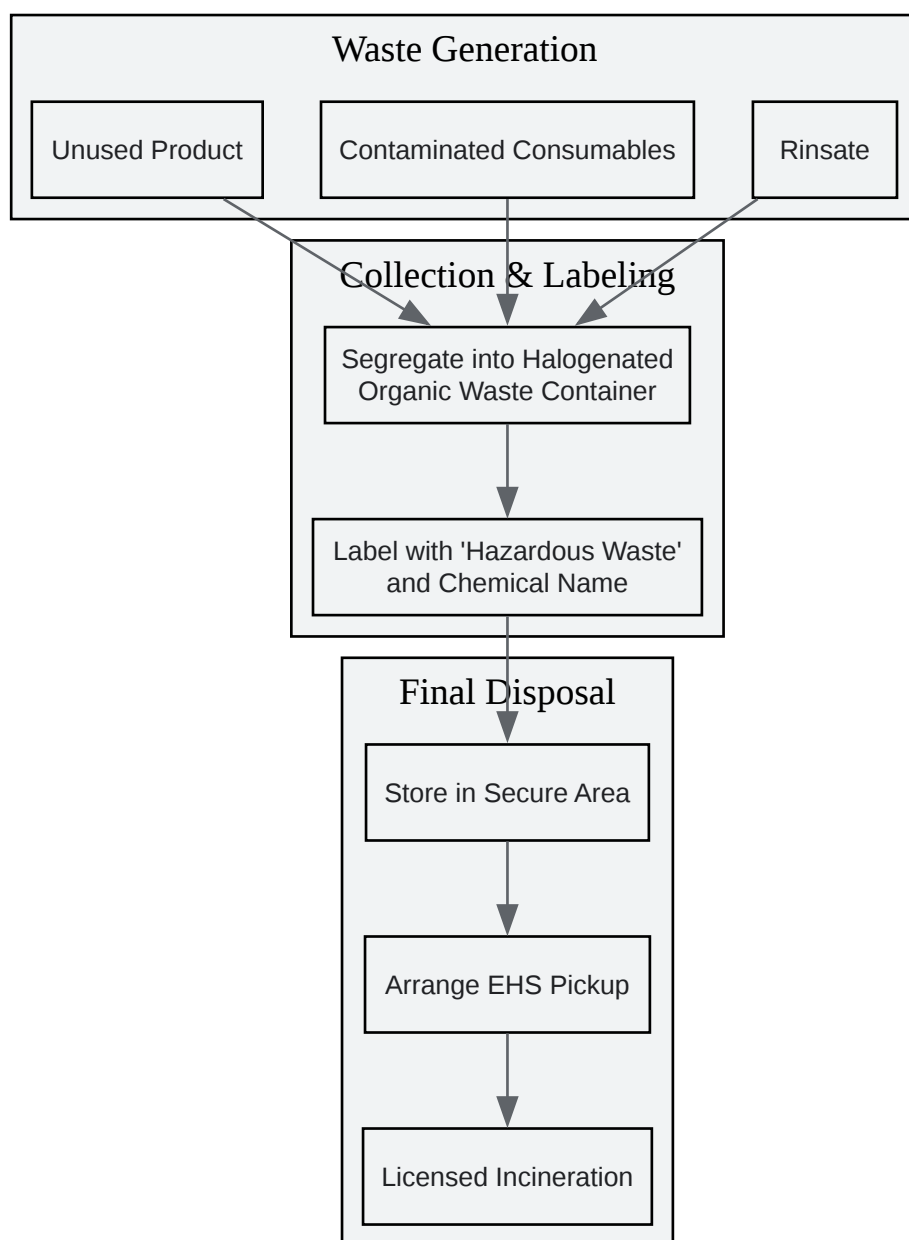 Waste Generation
Unused Product
Contaminated Consumables
Rinsate
Collection & Labeling
Segregate into Halogenated
Organic Waste Container
Label with 'Hazardous Waste'
and Chemical Name
Final Disposal
Store in Secure Area
Arrange EHS Pickup
Licensed Incineration